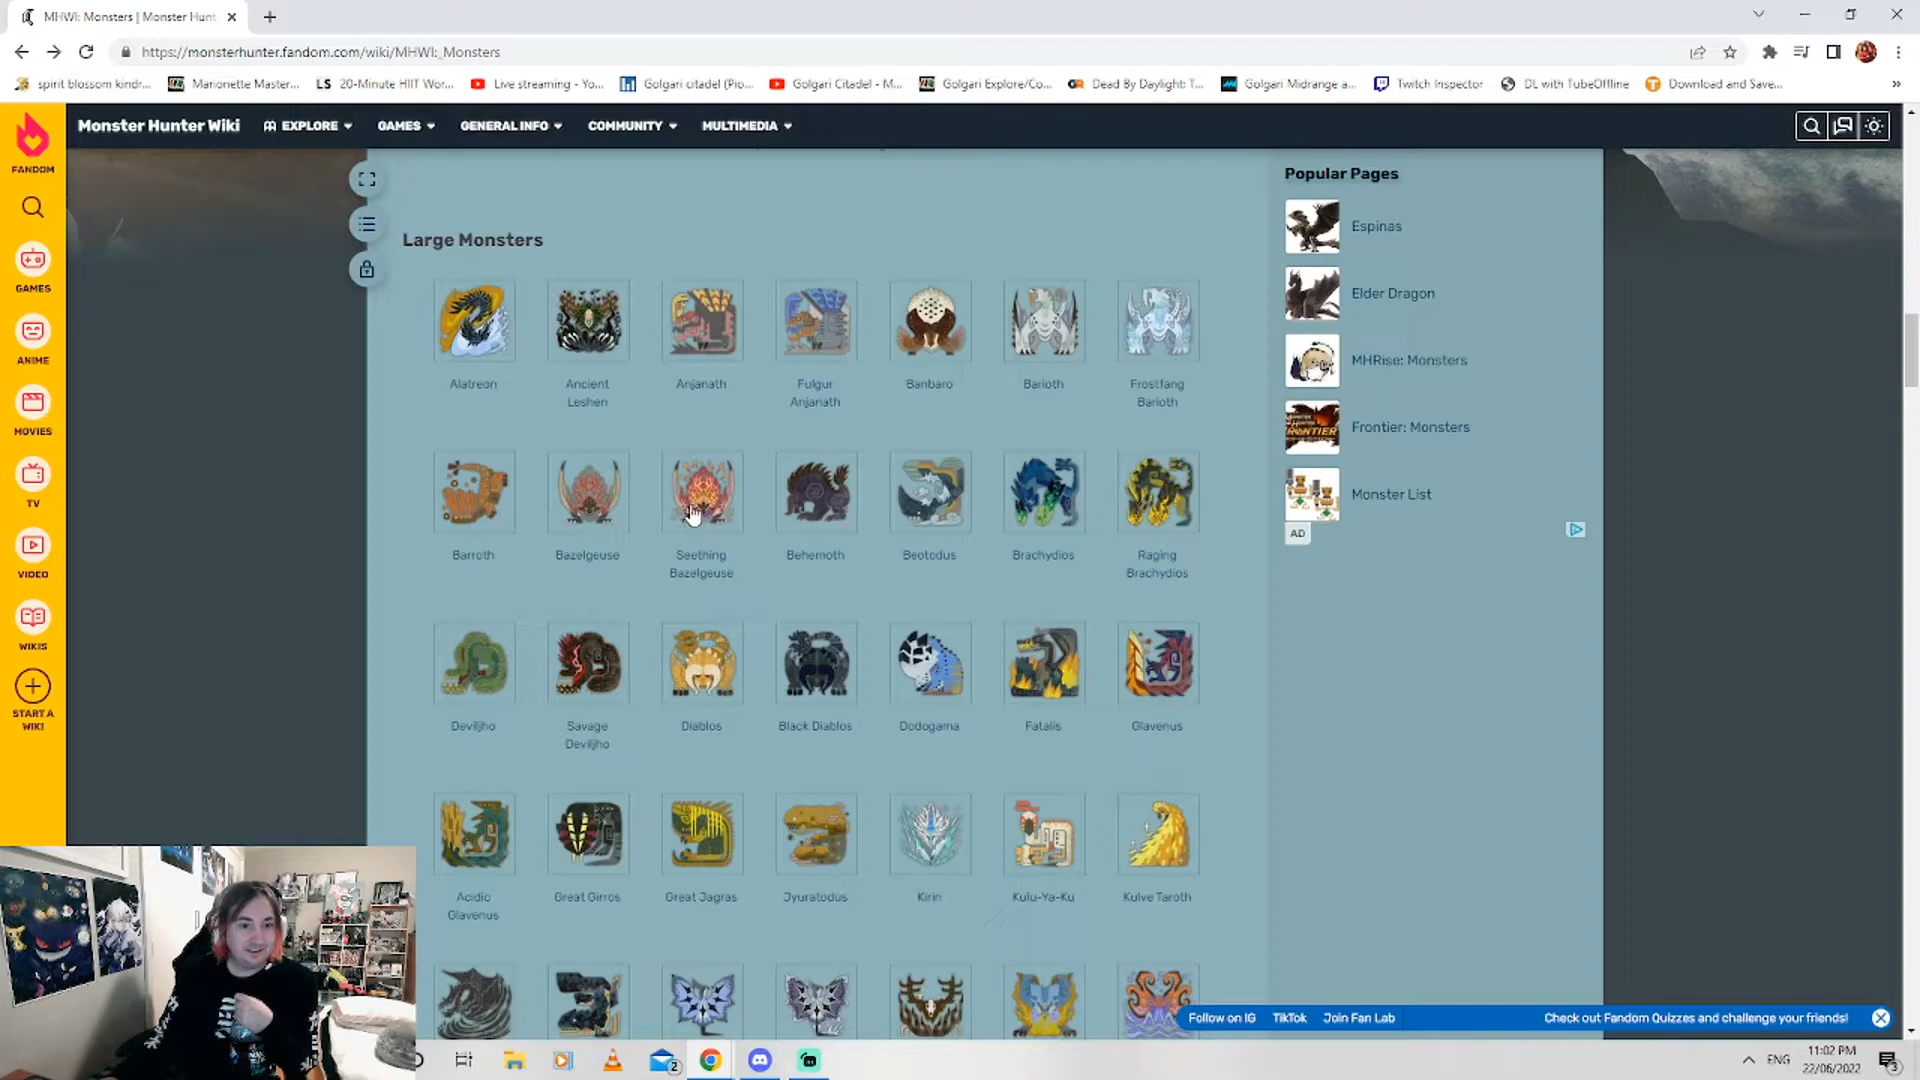 MHWI: Monsters | Monster Hunt
https://monsterhunter.fandom.com/wiki/MHWI:_Monsters
spirit blossom kindr...
Marionette Master...
LS 20-Minute HIIT Wor...
Live streaming - Yo...
Golgari citadel (Pio...
Golgari Citadel - M...
Golgari Explore/Co...
Dead By Daylight: T...
Golgari Midrange a...
Twitch Inspector
DL with TubeOffline
Download and Save...
FANDOM
GAMES
ANIME
MOVIES
TV
VIDEO
WIKIS
START A
WIKI
Monster Hunter Wiki
EXPLORE
GAMES
GENERAL INFO
COMMUNITY
MULTIMEDIA
Large Monsters
Alatreon
Ancient
Leshen
Anjanath
Fulgur
Anjanath
Banbaro
Barioth
Frostfang
Barioth
Barroth
Bazelgeuse
Seething
Bazelgeuse
Behemoth
Beotodus
Brachydios
Raging
Brachydios
Deviljho
Savage
Deviljho
Diablos
Black Diablos
Dodogama
Fatalis
Glavenus
Acidic
Glavenus
Great Girros
Great Jagras
Jyuratodus
Kirin
Kulu-Ya-Ku
Kulve Taroth
Popular Pages
Espinas
Elder Dragon
MHRise: Monsters
Frontier: Monsters
Monster List
AD
Follow on IG
TikTok
Join Fan Lab
Check out Fandom Quizzes and challenge your friends!
2
ENG
11:02 PM
22/06/2022
3